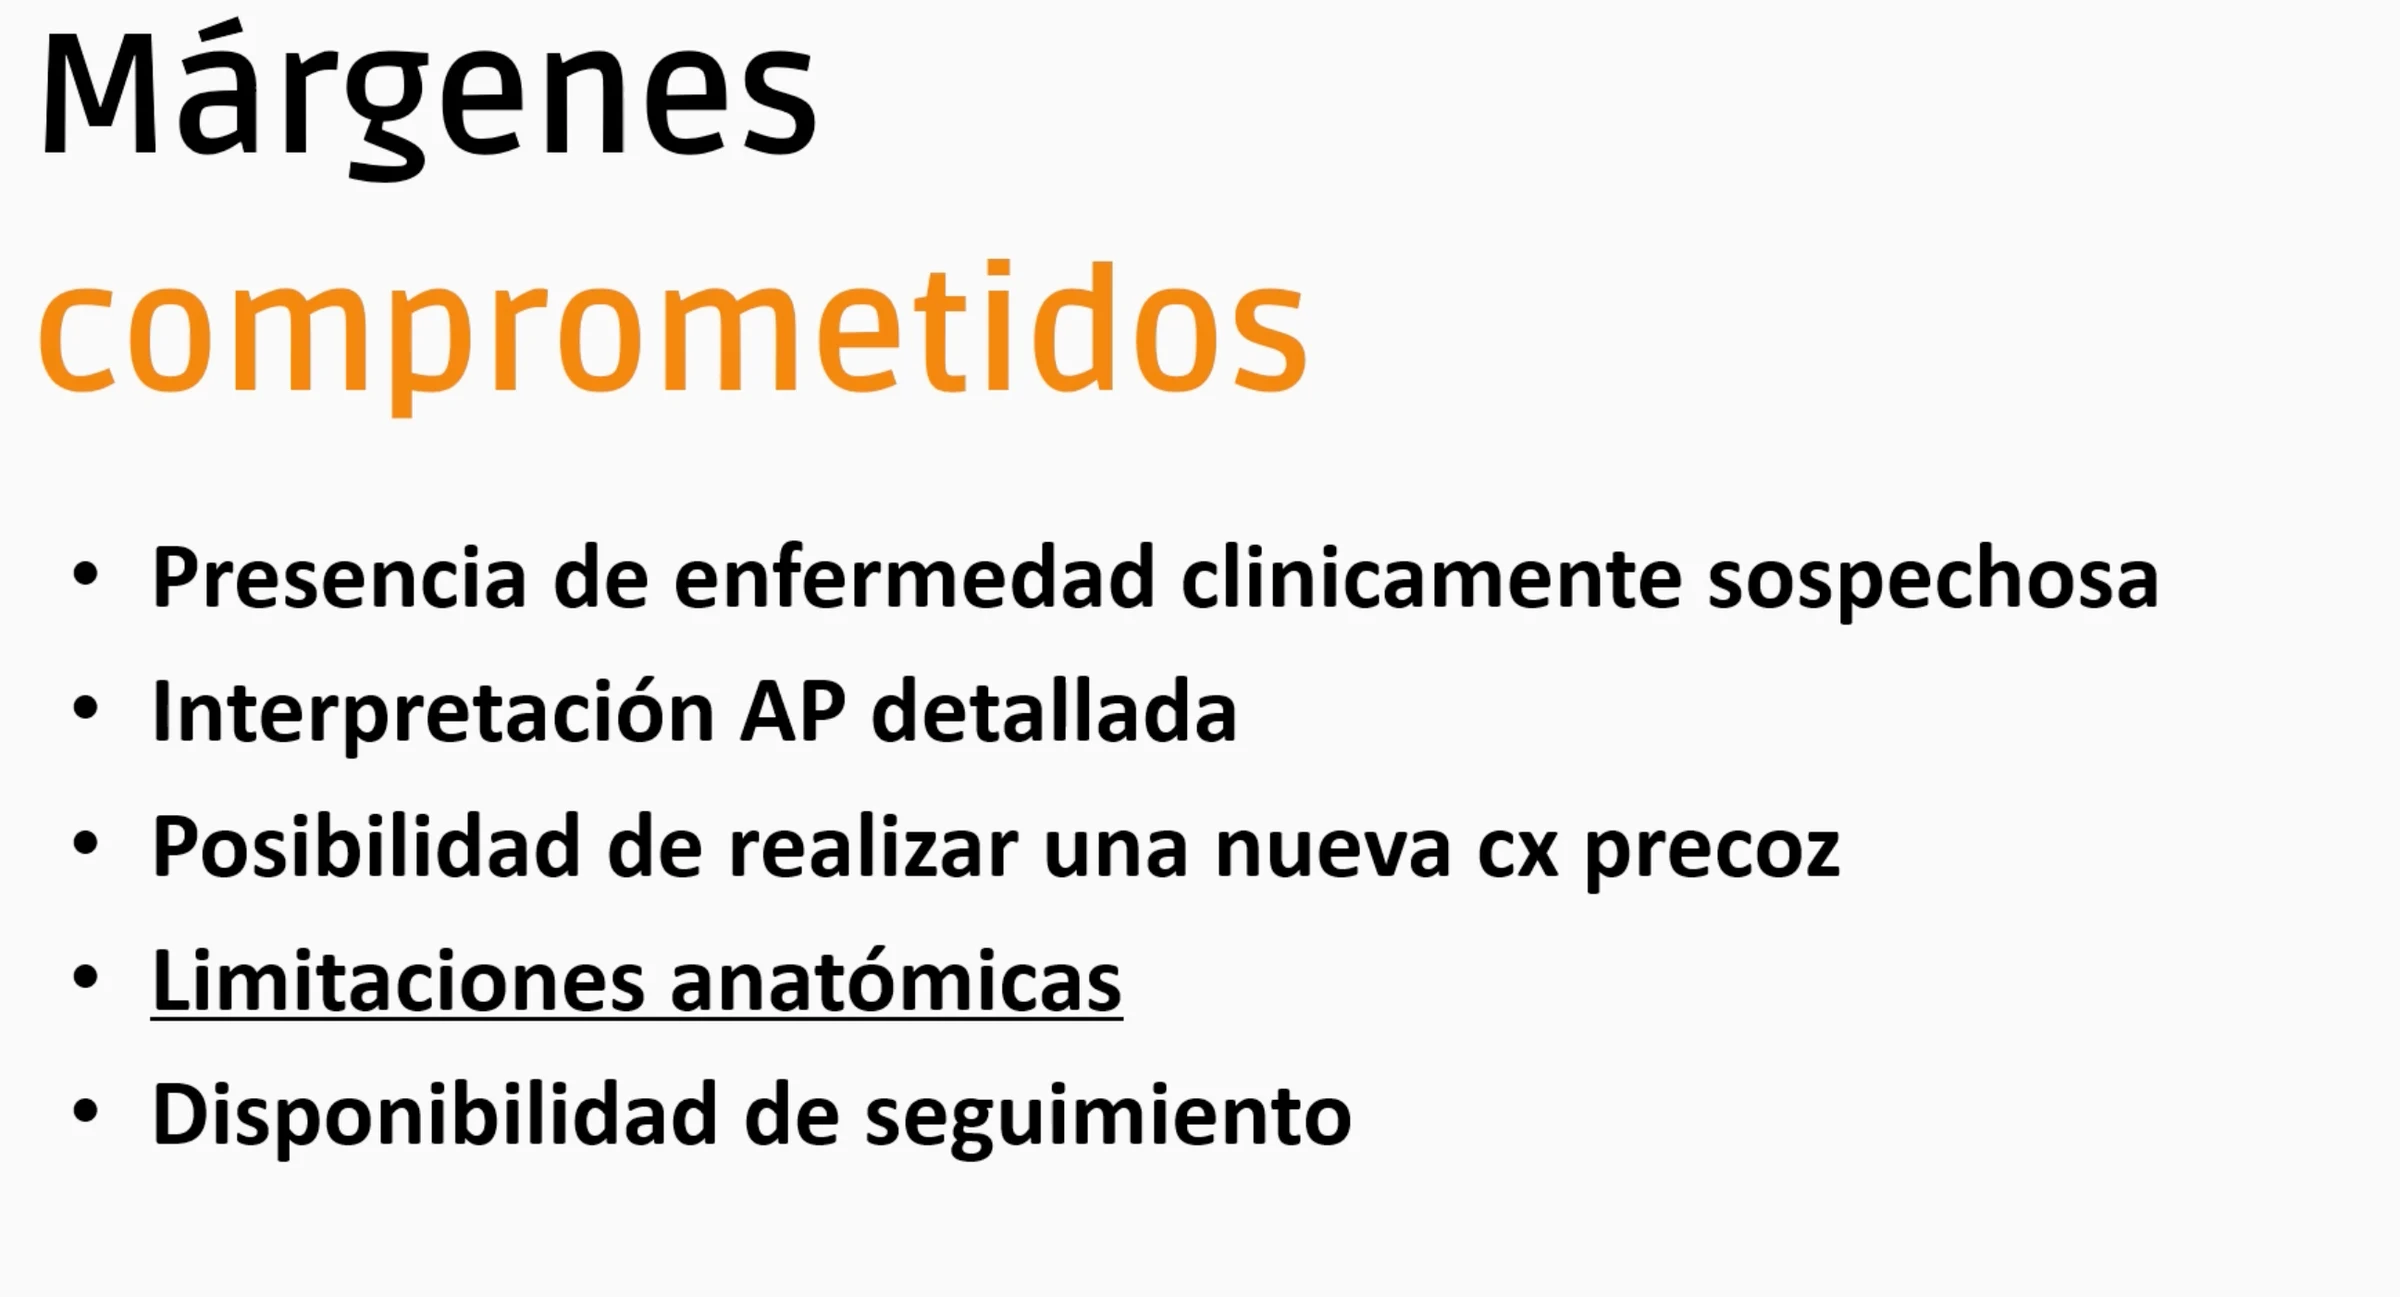 Márgenes
comprometidos
• Presencia de enfermedad clinicamente sospechosa
• Interpretación AP detallada
• Posibilidad de realizar una nueva cx precoz
• Limitaciones anatómicas
• Disponibilidad de seguimiento